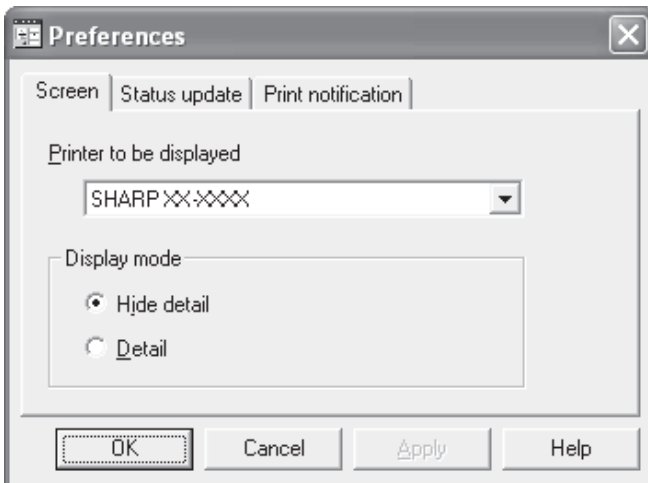 Preferences
Screen Status update Print notification
Printer to be displayed
SHARP XX-XXXX
Display mode
Hide detail
Detail
OK Cancel Apply Help